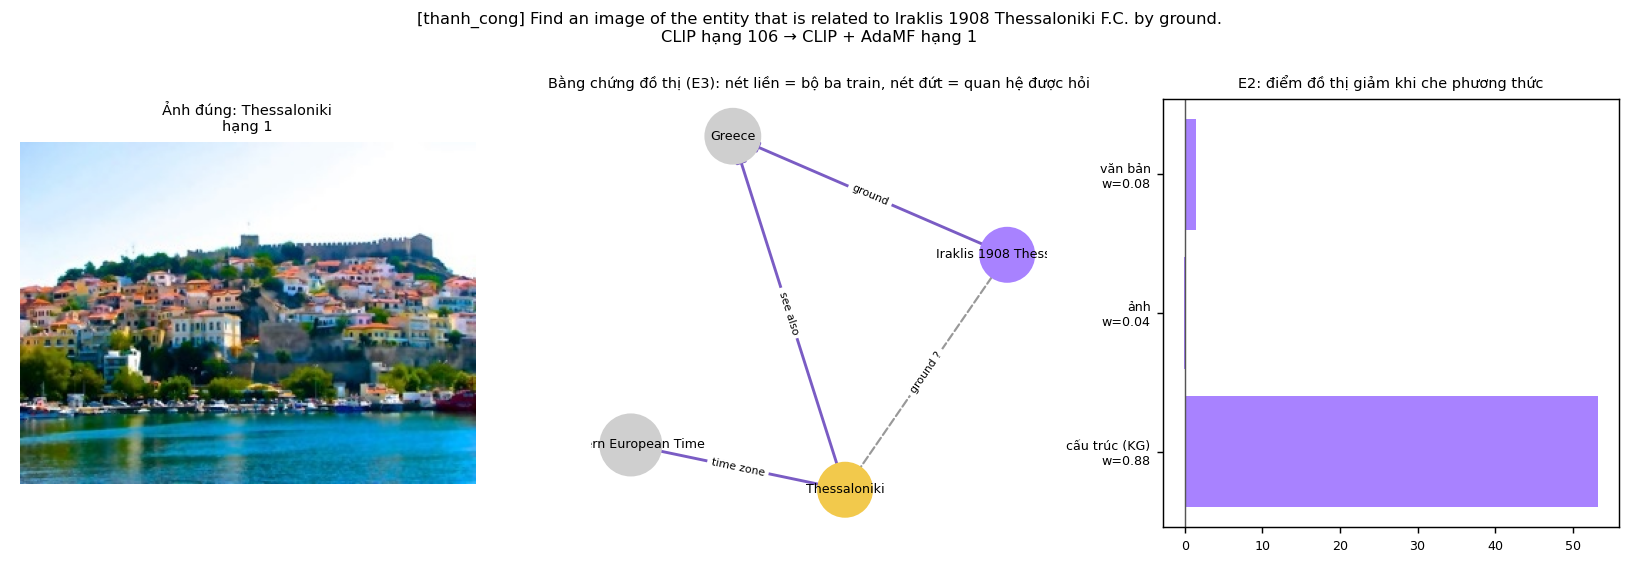 [thanh_cong] Find an image of the entity that is related to Iraklis 1908 Thessaloniki F.C. by ground.
CLIP hạng 106 → CLIP + AdaMF hạng 1
Ảnh đúng: Thessaloniki
hạng 1
Bằng chứng đồ thị (E3): nét liền = bộ ba train, nét đứt = quan hệ được hỏi
Greece
ground
Iraklis 1908 Thess
see also
ground ?
rn European Time
time zone
Thessaloniki
E2: điểm đồ thị giảm khi che phương thức
văn bản
w=0.08
ảnh
w=0.04
cấu trúc (KG)
w=0.88
0 10 20 30 40 50